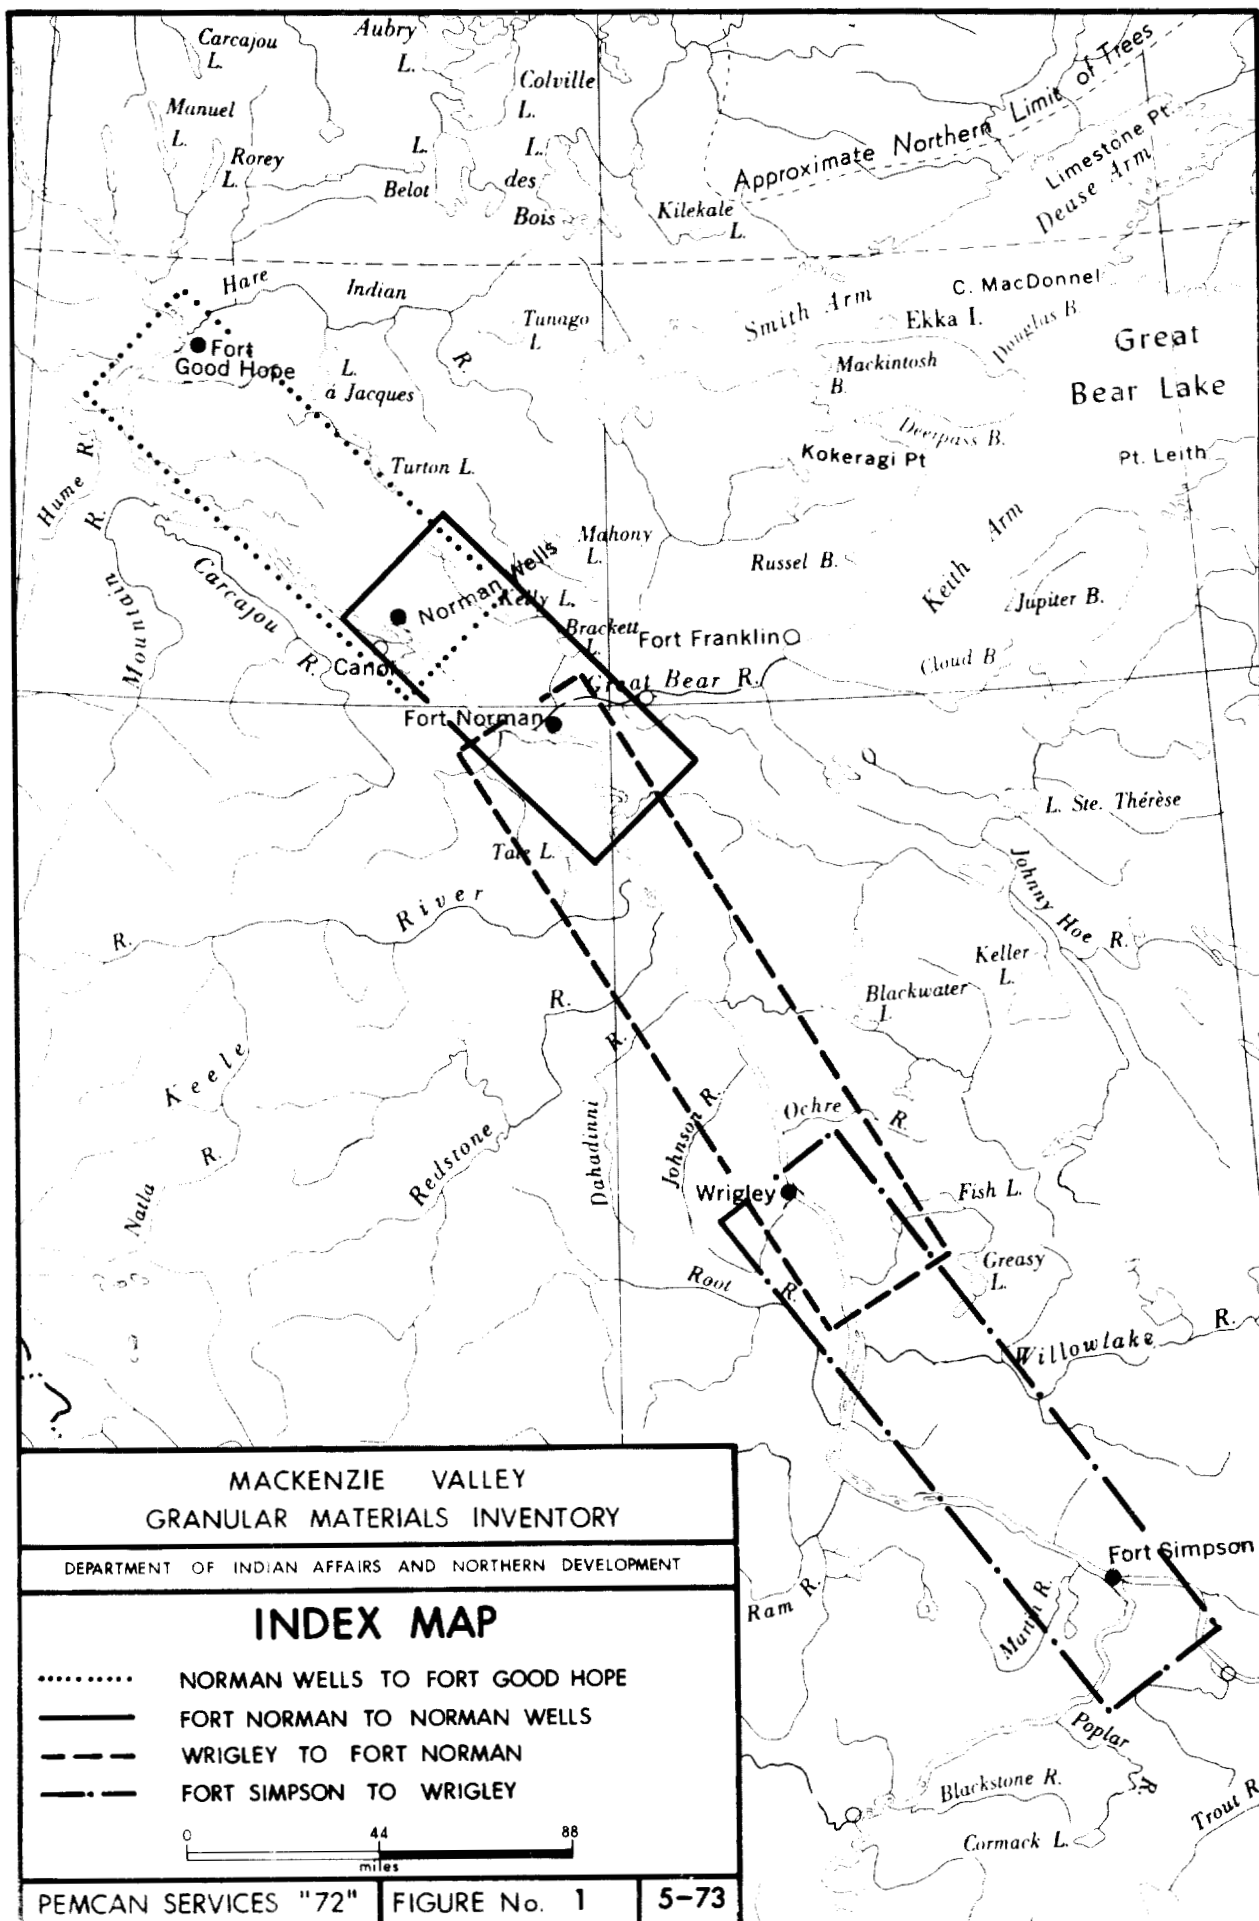 Carcajou
L.
Aubry
L.
Colville
L.
Manuel
L.
Rorey
L.
L.
Belot
L.
des
Bois
Kilekale
L.
Approximate Northern Limit of Trees
Limestone Pt.
Dease Arm
Hare
Indian
R.
Tunago
L
Smith Arm
C. MacDonnel
Ekka I.
Douglas B.
Great
Bear Lake
Mackintosh
B.
Fort
Good Hope
L.
á Jacques
Deerpass B.
Kokeragi Pt
Pt. Leith
Turton L.
Hume R.
R.
Mountain
Carcajou
R.
Mahony
L.
Russel B.
Keith Arm
Jupiter B.
Norman Wells
Kelly L.
Brackett
L.
Fort Franklin
Cloud B
Canol
Great Bear R.
Fort Norman
L. Ste. Thérèse
Tate L.
River
R.
Johnny Hoe R.
Keller
L.
Blackwater
L.
R.
R.
Keele
R.
Natla
Redstone
Dahadinni
Johnson R.
Ochre
R.
Wrigley
Fish L.
Greasy
L.
Root
R.
Willowlake
R.
Fort Simpson
Ram R.
Martin R.
Poplar
R.
Blackstone R.
Trout R
Cormack L.
MACKENZIE VALLEY
GRANULAR MATERIALS INVENTORY
DEPARTMENT OF INDIAN AFFAIRS AND NORTHERN DEVELOPMENT
INDEX MAP
NORMAN WELLS TO FORT GOOD HOPE
FORT NORMAN TO NORMAN WELLS
WRIGLEY TO FORT NORMAN
FORT SIMPSON TO WRIGLEY
0 44 88
miles
PEMCAN SERVICES "72"
FIGURE No. 1
5-73